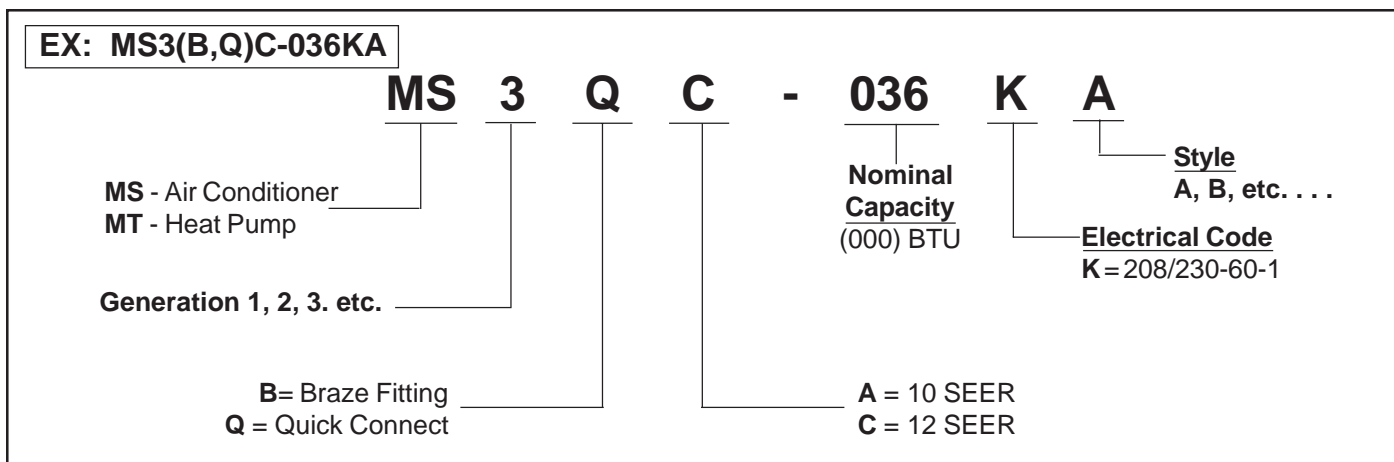 EX: MS3(B,Q)C-036KA
MS 3 Q C - 036 K A
MS - Air Conditioner
MT - Heat Pump
Generation 1, 2, 3. etc.
B= Braze Fitting
Q = Quick Connect
A = 10 SEER
C = 12 SEER
Nominal
Capacity
(000) BTU
Electrical Code
K=208/230-60-1
Style
A, B, etc. . . .